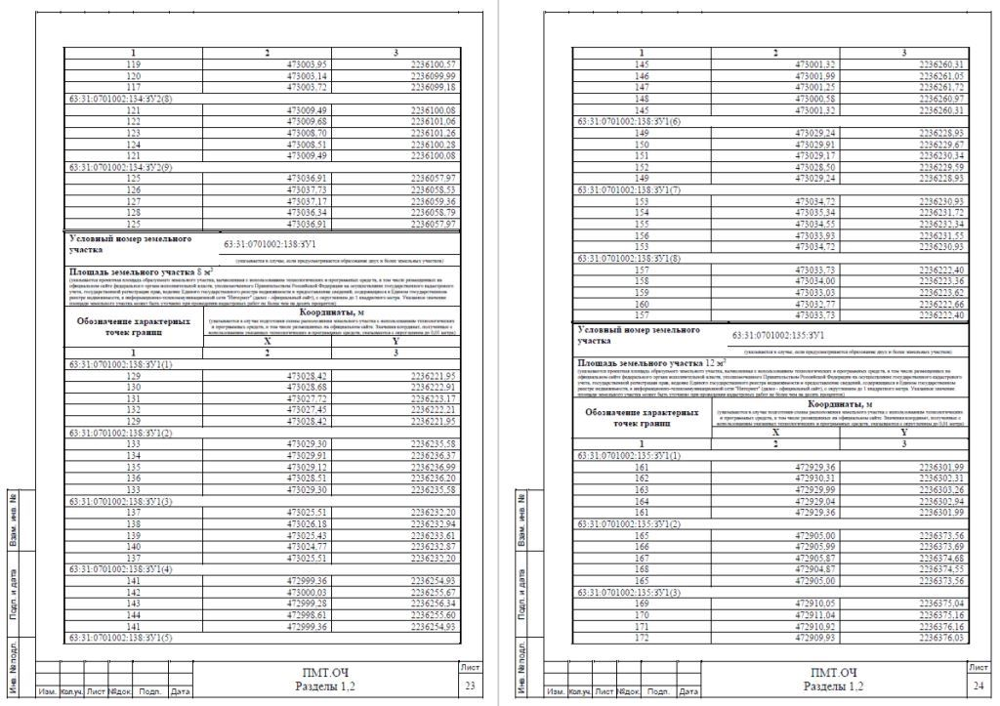 1 2 3
119 473003,95 2236100,57
120 473003,14 2236099,99
117 473003,72 2236099,18
63:31:0701002:134:ЗУ2(8)
121 473009,49 2236100,08
122 473009,68 2236101,06
123 473008,70 2236101,26
124 473008,51 2236100,28
121 473009,49 2236100,08
63:31:0701002:134:ЗУ2(9)
125 473036,91 2236057,97
126 473037,73 2236058,53
127 473037,17 2236059,36
128 473036,34 2236058,79
125 473036,91 2236057,97
Условный номер земельного
участка
63:31:0701002:138:ЗУ1
(указывается в случае, если предусматривается образование двух и более земельных участков)
Площадь земельного участка 8 м²
(указывается проектная площадь образуемого земельного участка, вычисленная с использованием технологических и программных средств, в том числе размещенных на
официальном сайте федерального органа исполнительной власти, уполномоченного Правительством Российской Федерации на осуществление государственного кадастрового
учета, государственной регистрации прав, ведение Единого государственного реестра недвижимости и предоставление сведений, содержащихся в Едином государственном
реестре недвижимости, в информационно-телекоммуникационной сети "Интернет" (далее - официальный сайт), с округлением до 1 квадратного метра. Указанное значение
площади земельного участка может быть уточнено при проведении кадастровых работ не более чем на десять процентов)
Обозначение характерных
точек границ
Координаты, м
(указываются в случае подготовки схемы расположения земельного участка с использованием технологических
и программных средств, в том числе размещенных на официальном сайте. Значения координат, полученные с
использованием указанных технологических и программных средств, указываются с округлением до 0,01 метра)
X Y
1 2 3
63:31:0701002:138:ЗУ1(1)
129 473028,42 2236221,95
130 473028,68 2236222,91
131 473027,72 2236223,17
132 473027,45 2236222,21
129 473028,42 2236221,95
63:31:0701002:138:ЗУ1(2)
133 473029,30 2236235,58
134 473029,91 2236236,37
135 473029,12 2236236,99
136 473028,51 2236236,20
133 473029,30 2236235,58
63:31:0701002:138:ЗУ1(3)
137 473025,51 2236232,20
138 473026,18 2236232,94
139 473025,43 2236233,61
140 473024,77 2236232,87
137 473025,51 2236232,20
63:31:0701002:138:ЗУ1(4)
141 472999,36 2236254,93
142 473000,03 2236255,67
143 472999,28 2236256,34
144 472998,61 2236255,60
141 472999,36 2236254,93
63:31:0701002:138:ЗУ1(5)
Взам. инв. №
Подп. и дата
Инв. № подл.
Изм. Кол.уч. Лист №док. Подп. Дата
ПМТ.ОЧ
Разделы 1,2
Лист
23
1 2 3
145 473001,32 2236260,31
146 473001,99 2236261,05
147 473001,25 2236261,72
148 473000,58 2236260,97
145 473001,32 2236260,31
63:31:0701002:138:ЗУ1(6)
149 473029,24 2236228,93
150 473029,91 2236229,67
151 473029,17 2236230,34
152 473028,50 2236229,59
149 473029,24 2236228,93
63:31:0701002:138:ЗУ1(7)
153 473034,72 2236230,93
154 473035,34 2236231,72
155 473034,55 2236232,34
156 473033,93 2236231,55
153 473034,72 2236230,93
63:31:0701002:138:ЗУ1(8)
157 473033,73 2236222,40
158 473034,00 2236223,36
159 473033,03 2236223,62
160 473032,77 2236222,66
157 473033,73 2236222,40
Условный номер земельного
участка
63:31:0701002:135:ЗУ1
(указывается в случае, если предусматривается образование двух и более земельных участков)
Площадь земельного участка 12 м²
(указывается проектная площадь образуемого земельного участка, вычисленная с использованием технологических и программных средств, в том числе размещенных на
официальном сайте федерального органа исполнительной власти, уполномоченного Правительством Российской Федерации на осуществление государственного кадастрового
учета, государственной регистрации прав, ведение Единого государственного реестра недвижимости и предоставление сведений, содержащихся в Едином государственном
реестре недвижимости, в информационно-телекоммуникационной сети "Интернет" (далее - официальный сайт), с округлением до 1 квадратного метра. Указанное значение
площади земельного участка может быть уточнено при проведении кадастровых работ не более чем на десять процентов)
Обозначение характерных
точек границ
Координаты, м
(указываются в случае подготовки схемы расположения земельного участка с использованием технологических
и программных средств, в том числе размещенных на официальном сайте. Значения координат, полученные с
использованием указанных технологических и программных средств, указываются с округлением до 0,01 метра)
X Y
1 2 3
63:31:0701002:135:ЗУ1(1)
161 472929,36 2236301,99
162 472930,31 2236302,31
163 472929,99 2236303,26
164 472929,04 2236302,94
161 472929,36 2236301,99
63:31:0701002:135:ЗУ1(2)
165 472905,00 2236373,56
166 472905,99 2236373,69
167 472905,87 2236374,68
168 472904,87 2236374,55
165 472905,00 2236373,56
63:31:0701002:135:ЗУ1(3)
169 472910,05 2236375,04
170 472911,04 2236375,16
171 472910,92 2236376,16
172 472909,93 2236376,03
Взам. инв. №
Подп. и дата
Инв. № подл.
Изм. Кол.уч. Лист №док. Подп. Дата
ПМТ.ОЧ
Разделы 1,2
Лист
24